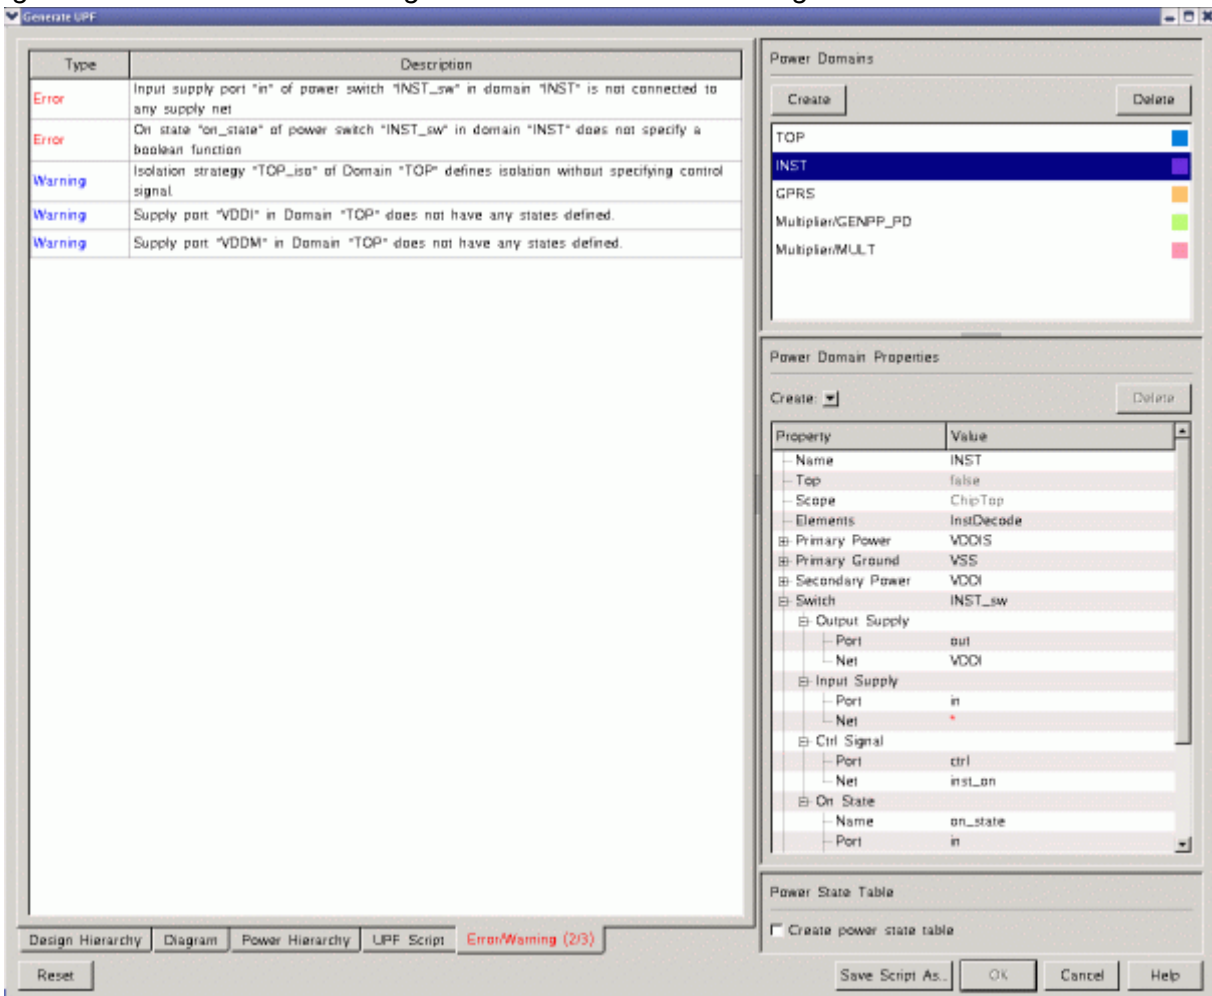 Generate UPF
Type Description
Error Input supply port "in" of power switch "INST_sw" in domain "INST" is not connected to
any supply net
Error On state "on_state" of power switch "INST_sw" in domain "INST" does not specify a
boolean function
Warning Isolation strategy "TOP_iso" of Domain "TOP" defines isolation without specifying control
signal.
Warning Supply port "VDDI" in Domain "TOP" does not have any states defined.
Warning Supply port "VDDM" in Domain "TOP" does not have any states defined.
Design Hierarchy Diagram Power Hierarchy UPF Script Error/Warning (2/3)
Power Domains
Create Delete
TOP
INST
GPRS
Multiplier/GENPP_PD
Multiplier/MULT
Power Domain Properties
Create: Delete
Property Value
Name INST
Top false
Scope ChipTop
Elements InstDecode
Primary Power VDDIS
Primary Ground VSS
Secondary Power VDDI
Switch INST_sw
Output Supply
Port out
Net VDDI
Input Supply
Port in
Net *
Ctrl Signal
Port ctrl
Net inst_on
On State
Name on_state
Port in
Power State Table
Create power state table
Reset Save Script As... OK Cancel Help